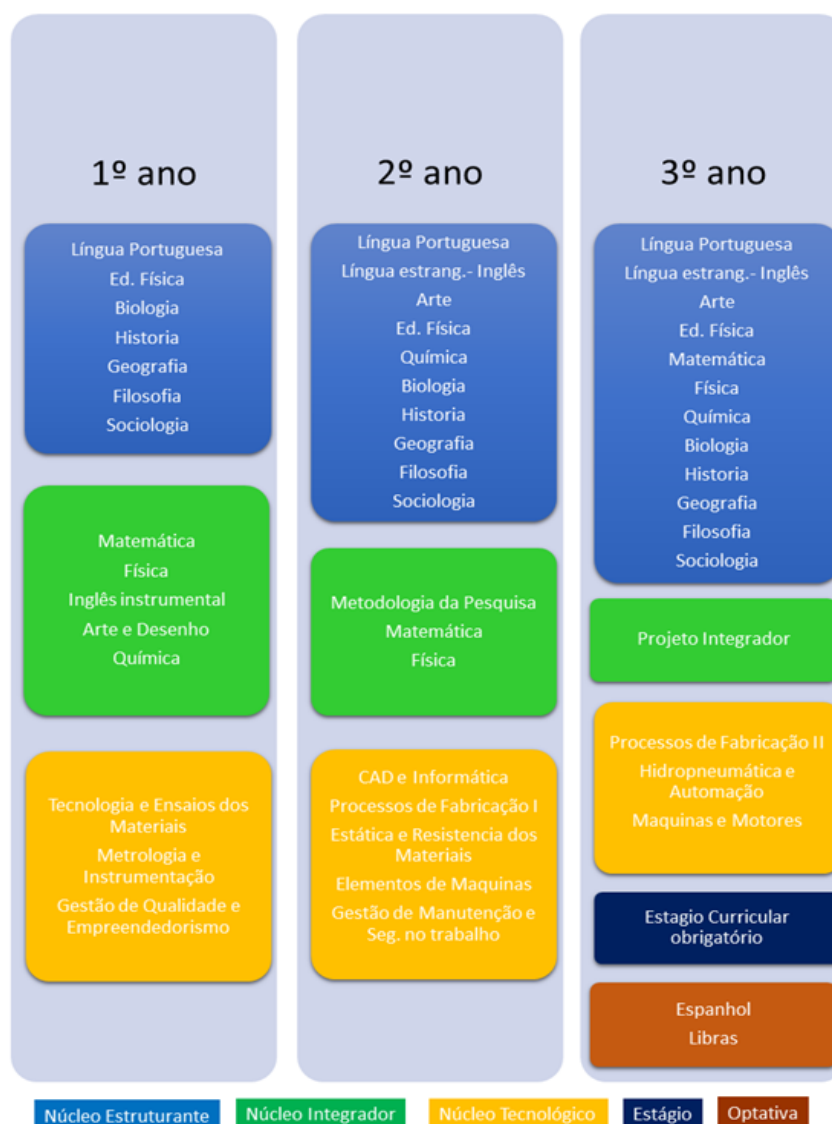 1º ano
Língua Portuguesa
Ed. Física
Biologia
Historia
Geografia
Filosofia
Sociologia
Matemática
Física
Inglês instrumental
Arte e Desenho
Química
Tecnologia e Ensaios dos
Materiais
Metrologia e
Instrumentação
Gestão de Qualidade e
Empreendedorismo
2º ano
Língua Portuguesa
Língua estrang.- Inglês
Arte
Ed. Física
Química
Biologia
Historia
Geografia
Filosofia
Sociologia
Metodologia da Pesquisa
Matemática
Física
CAD e Informática
Processos de Fabricação I
Estática e Resistencia dos
Materiais
Elementos de Maquinas
Gestão de Manutenção e
Seg. no trabalho
3º ano
Língua Portuguesa
Língua estrang.- Inglês
Arte
Ed. Física
Matemática
Física
Química
Biologia
Historia
Geografia
Filosofia
Sociologia
Projeto Integrador
Processos de Fabricação II
Hidropneumática e
Automação
Maquinas e Motores
Estagio Curricular
obrigatório
Espanhol
Libras
Núcleo Estruturante
Núcleo Integrador
Núcleo Tecnológico
Estágio
Optativa